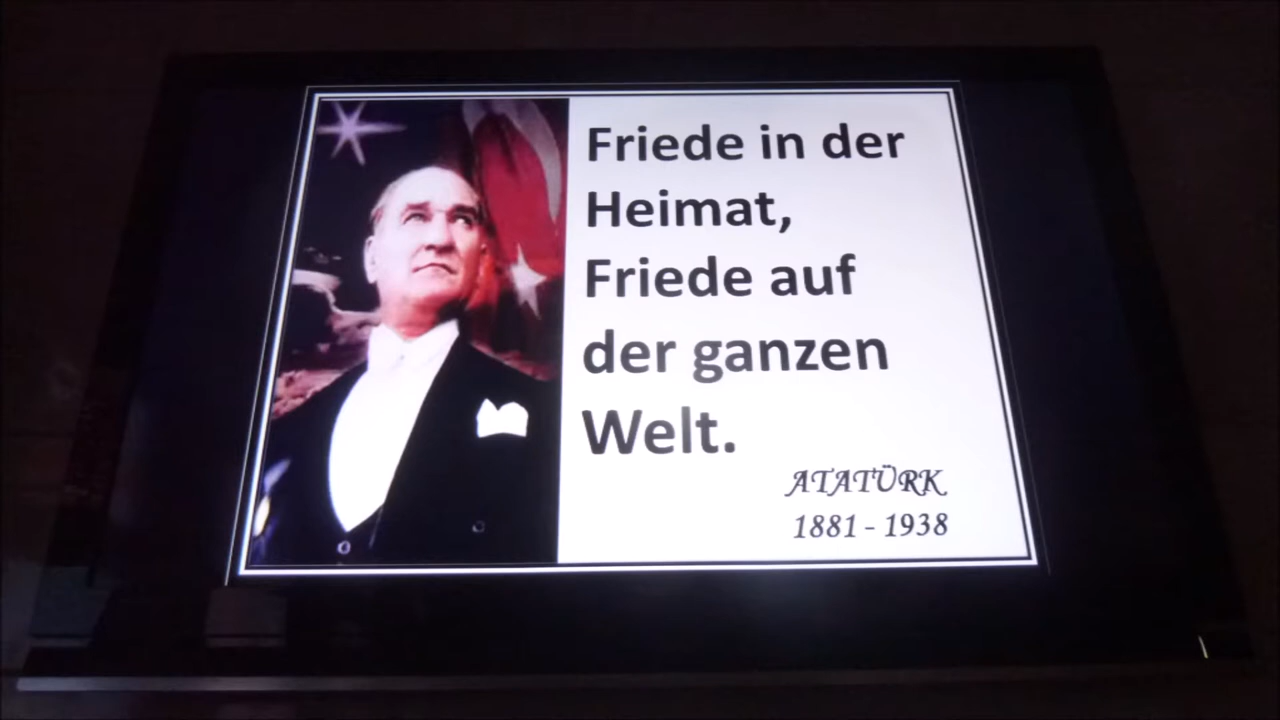 Friede in der
Heimat,
Friede auf
der ganzen
Welt.
ATATÜRK
1881 - 1938